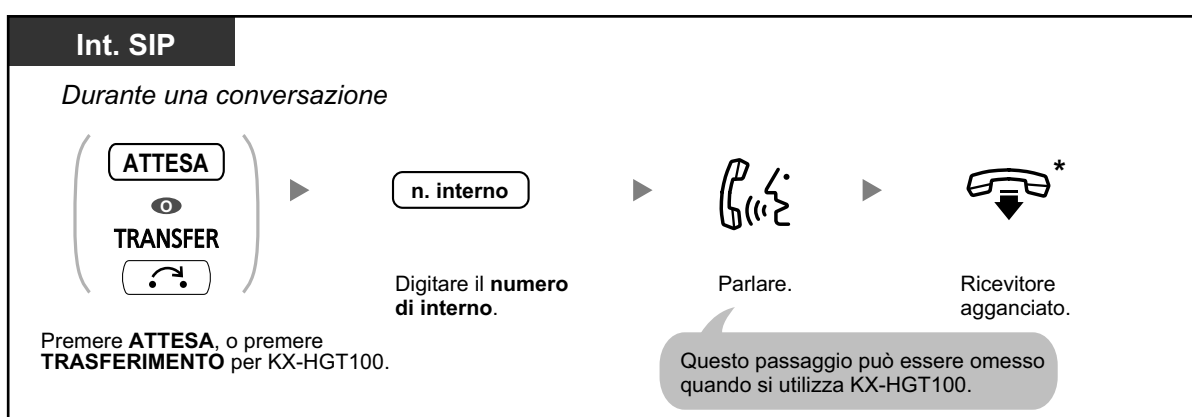 Int. SIP
Durante una conversazione
ATTESA
o
TRANSFER
n. interno
*
Premere ATTESA, o premere
TRASFERIMENTO per KX-HGT100.
Digitare il numero
di interno.
Parlare.
Ricevitore
agganciato.
Questo passaggio può essere omesso
quando si utilizza KX-HGT100.